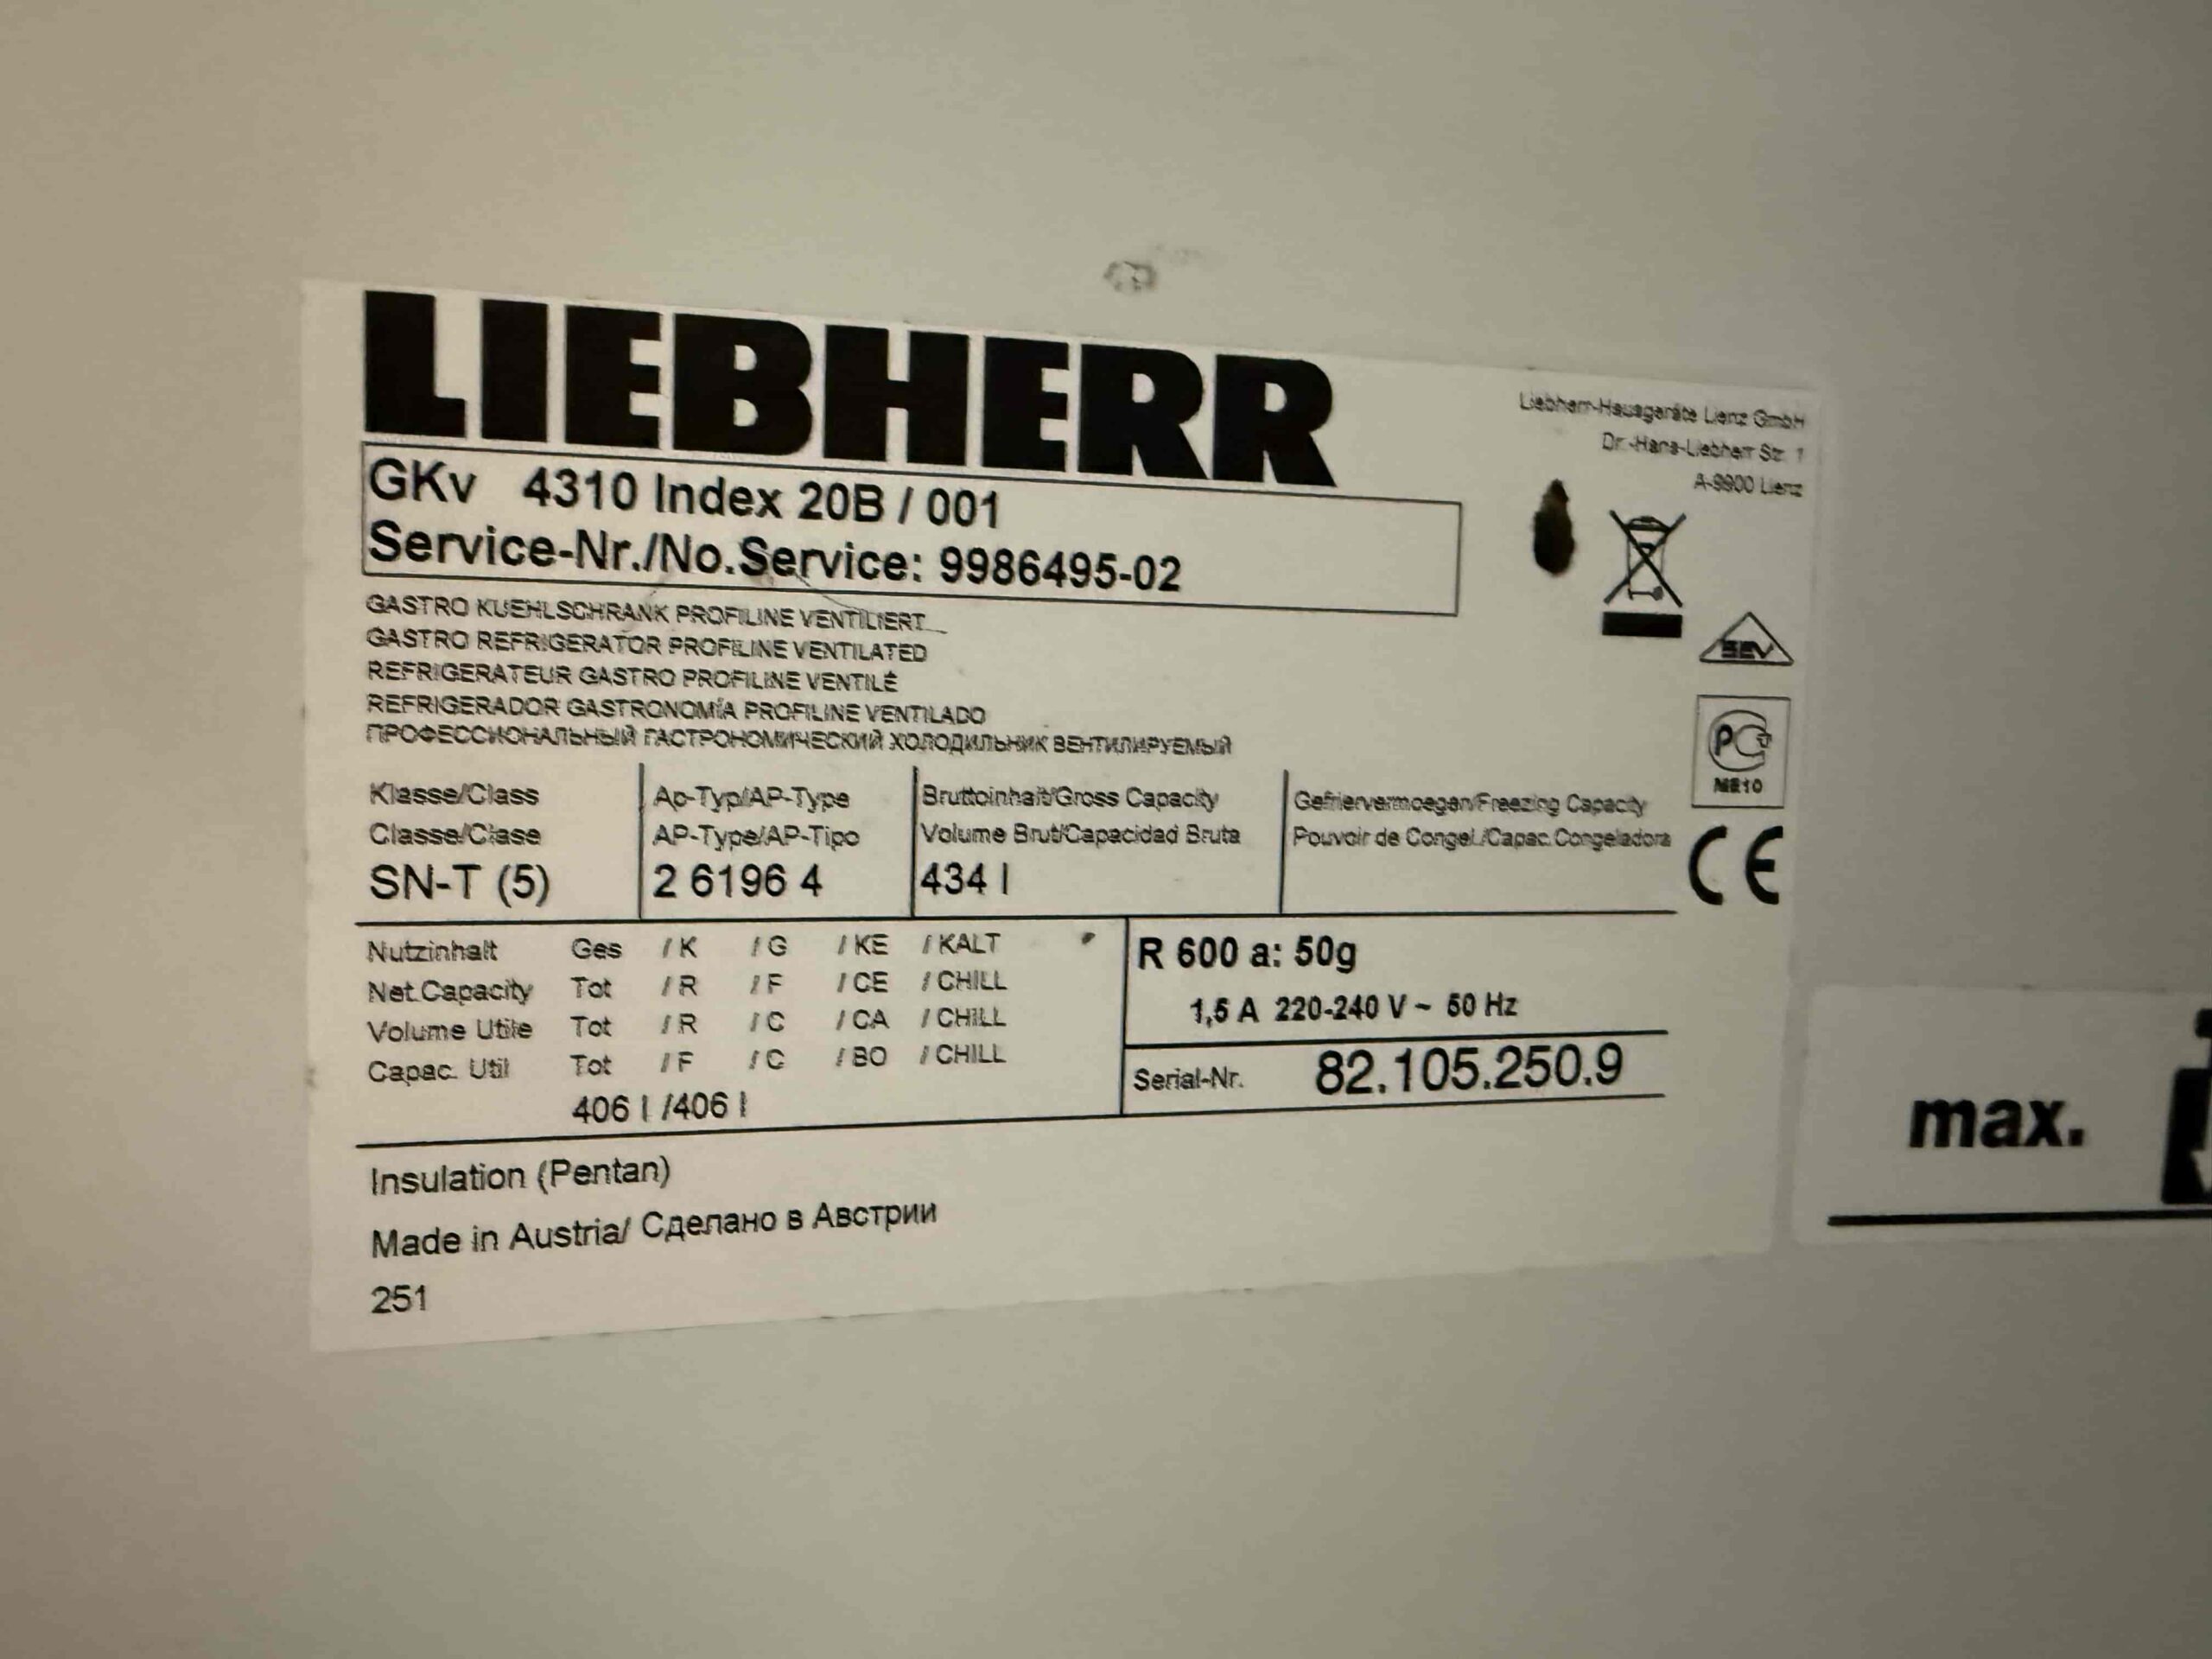 LIEBHERR
Liebherr-Hausgeräte Lienz GmbH
Dr.-Hans-Liebherr Str. 1
A-9900 Lienz
GKv 4310 Index 20B / 001
Service-Nr./No.Service: 9986495-02
GASTRO KUEHLSCHRANK PROFILINE VENTILIERT
GASTRO REFRIGERATOR PROFILINE VENTILATED
REFRIGERATEUR GASTRO PROFILINE VENTILÉ
REFRIGERADOR GASTRONOMÍA PROFILINE VENTILADO
ПРОФЕССИОНАЛЬНЫЙ ГАСТРОНОМИЧЕСКИЙ ХОЛОДИЛЬНИК ВЕНТИЛИРУЕМЫЙ
SEV
PC
ME10
CE
Klasse/Class
Classe/Clase
SN-T (5)
Ap-Typ/AP-Type
AP-Type/AP-Tipo
2 6196 4
Bruttoinhalt/Gross Capacity
Volume Brut/Capacidad Bruta
434 l
Gefriervermoegen/Freezing Capacity
Pouvoir de Congel./Capac.Congeladora
Nutzinhalt Ges / K / G / KE / KALT
Net.Capacity Tot / R / F / CE / CHILL
Volume Utile Tot / R / C / CA / CHILL
Capac. Util Tot / F / C / BO / CHILL
406 l /406 l
R 600 a: 50g
1,5 A 220-240 V ~ 50 Hz
Serial-Nr. 82.105.250.9
Insulation (Pentan)
Made in Austria/ Сделано в Австрии
251
max.